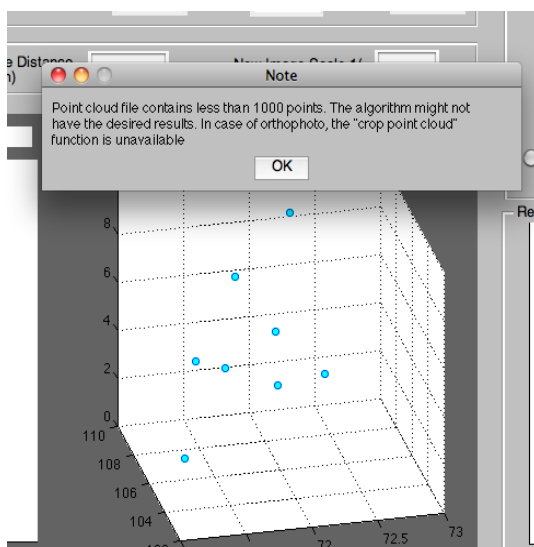 e Distance
Note
Point cloud file contains less than 1000 points. The algorithm might not
have the desired results. In case of orthophoto, the "crop point cloud"
function is unavailable
OK
Re
8
6
4
2
0
110
108
106
104
72
72.5
73